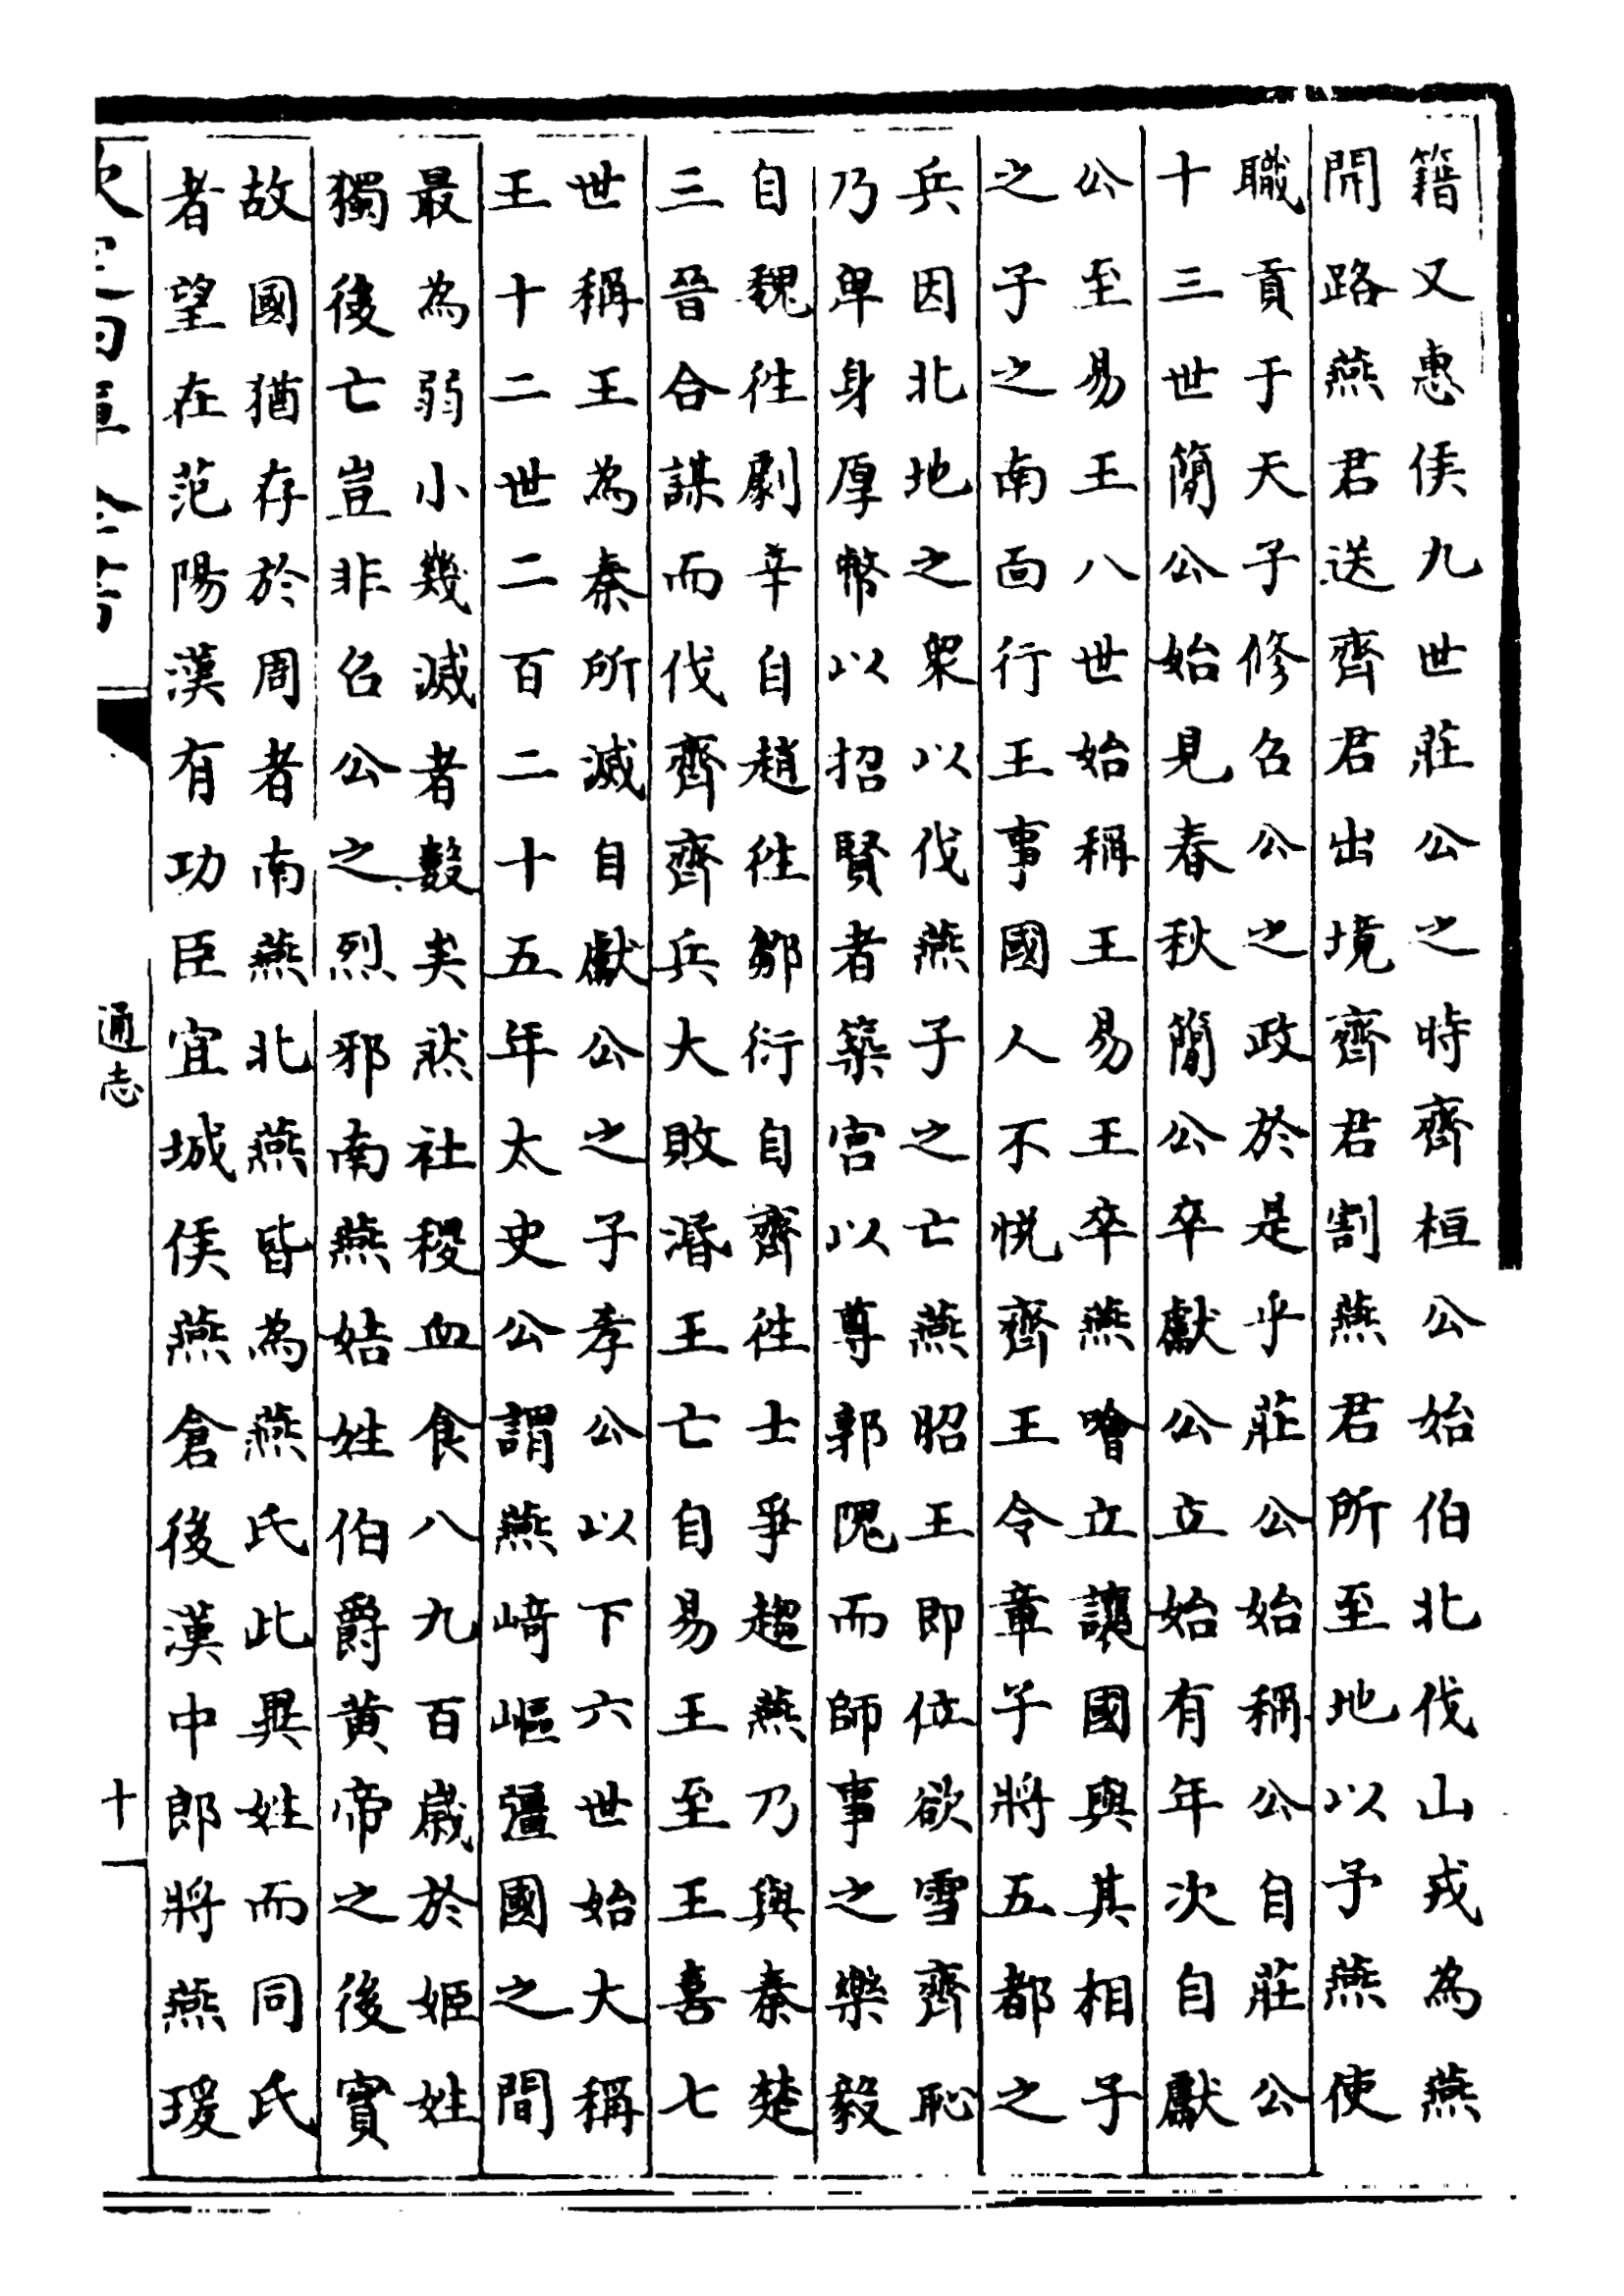 籍又惠侯九世莊公之時齊桓公始伯北伐山戎為燕
開路燕君送齊君出境齊君割燕君所至地以予燕使
職貢于天子修召公之政於是乎莊公始稱公自莊公
十三世簡公始見春秋簡公卒獻公立始有年次自獻
公至易王八世始稱王易王卒燕噲立讓國與其相子
之子之南面行王事國人不悦齊王令章子將五都之
兵因北地之眾以伐燕子之亡燕昭王即位欲雪齊恥
乃卑身厚幣以招賢者築宮以尊郭隗而師事之樂毅
自魏往劇辛自趙往鄒衍自齊往士爭趨燕乃與秦楚
三晉合謀而伐齊齊兵大敗湣王亡自易王至王喜七
世稱王為秦所滅自獻公之子孝公以下六世始大稱
王十二世二百二十五年太史公謂燕崎嶇彊國之間
最為弱小幾滅者數矣然社稷血食八九百歲於姬姓
獨後亡豈非召公之烈邪南燕姞姓伯爵黄帝之後實
故國猶存於周者南燕北燕皆為燕氏此異姓而同氏
者望在范陽漢有功臣宜城侯燕倉後漢中郎將燕瑗
通志
十一